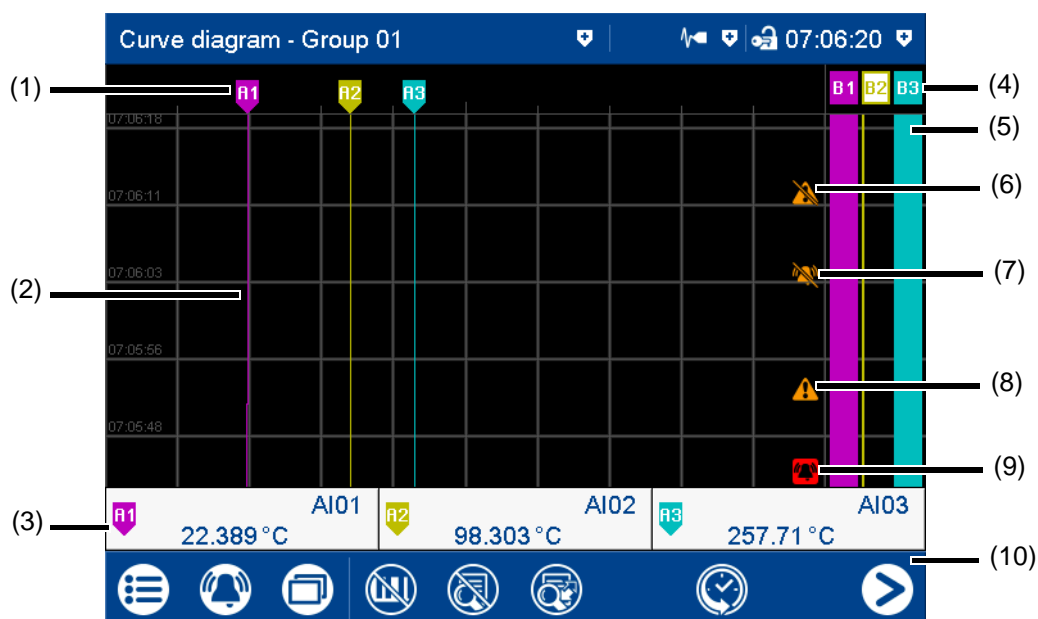 Curve diagram - Group 01
07:06:20
(1)
A1
A2
A3
B1
B2
B3
(4)
07:06:18
(5)
07:06:11
(6)
07:06:03
(7)
(2)
07:05:56
(8)
07:05:48
(9)
A1
AI01
22.389 °C
A2
AI02
98.303 °C
A3
AI03
257.71 °C
(3)
(10)